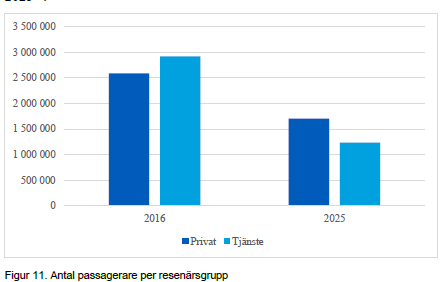 3 500 000
3 000 000
2 500 000
2 000 000
1 500 000
1 000 000
500 000
0
2016 2025
Privat Tjänste
Figur 11. Antal passagerare per resenärsgrupp